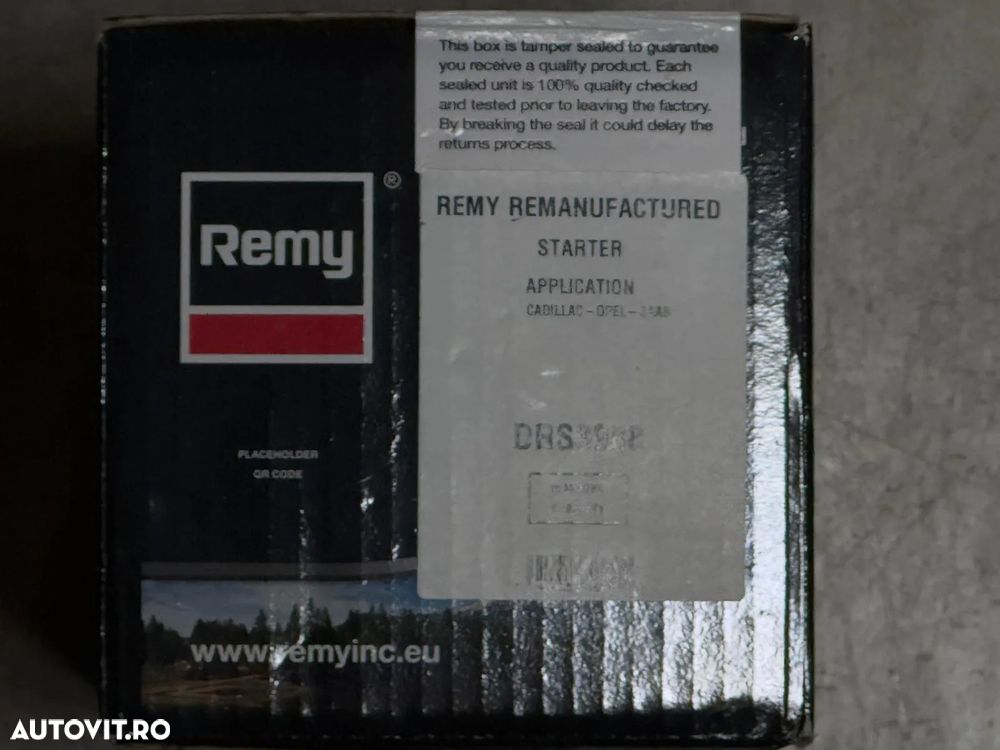 This box is tamper sealed to guarantee
you receive a quality product. Each
sealed unit is 100% quality checked
and tested prior to leaving the factory.
By breaking the seal it could delay the
returns process.
Remy
®
REMY REMANUFACTURED
STARTER
APPLICATION
CADILLAC - OPEL -
PLACEHOLDER
QR CODE
www.remyinc.eu
AUTOVIT.RO